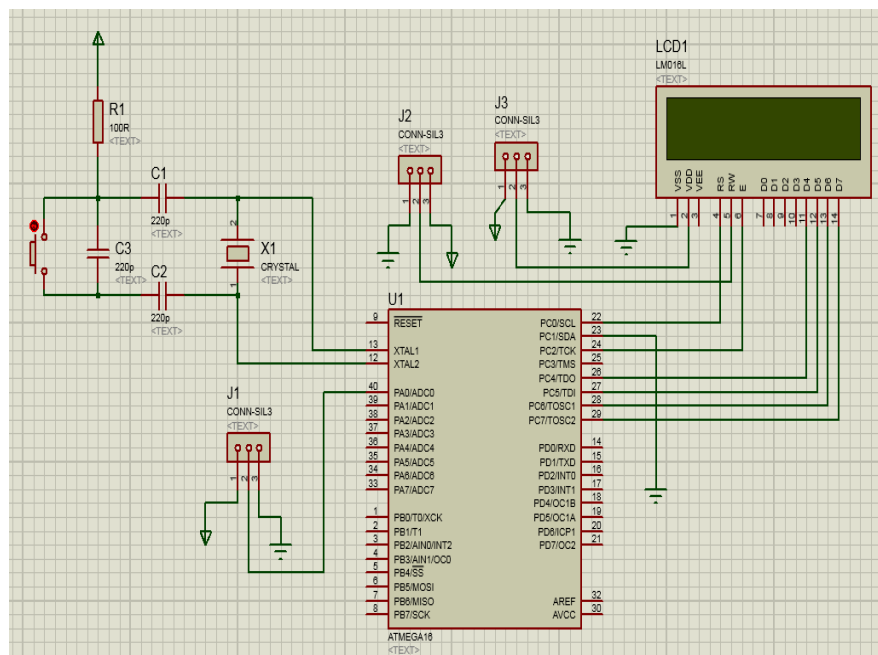 LCD1
LM016L
<TEXT>
VSS VDD VEE RS RW E D0 D1 D2 D3 D4 D5 D6 D7
1 2 3 4 5 6 7 8 9 10 11 12 13 14
J2
CONN-SIL3
<TEXT>
1 2 3
J3
CONN-SIL3
<TEXT>
1 2 3
R1
100R
<TEXT>
C1
220p
<TEXT>
C3
220p
<TEXT>
C2
220p
<TEXT>
2
X1
CRYSTAL
<TEXT>
1
J1
CONN-SIL3
<TEXT>
1 2 3
U1
9 RESET PC0/SCL 22
PC1/SDA 23
13 XTAL1 PC2/TCK 24
12 XTAL2 PC3/TMS 25
PC4/TDO 26
40 PA0/ADC0 PC5/TDI 27
39 PA1/ADC1 PC6/TOSC1 28
38 PA2/ADC2 PC7/TOSC2 29
37 PA3/ADC3
36 PA4/ADC4 PD0/RXD 14
35 PA5/ADC5 PD1/TXD 15
34 PA6/ADC6 PD2/INT0 16
33 PA7/ADC7 PD3/INT1 17
PD4/OC1B 18
1 PB0/T0/XCK PD5/OC1A 19
2 PB1/T1 PD6/ICP1 20
3 PB2/AIN0/INT2 PD7/OC2 21
4 PB3/AIN1/OC0
5 PB4/SS
6 PB5/MOSI
7 PB6/MISO AREF 32
8 PB7/SCK AVCC 30
ATMEGA16
<TEXT>